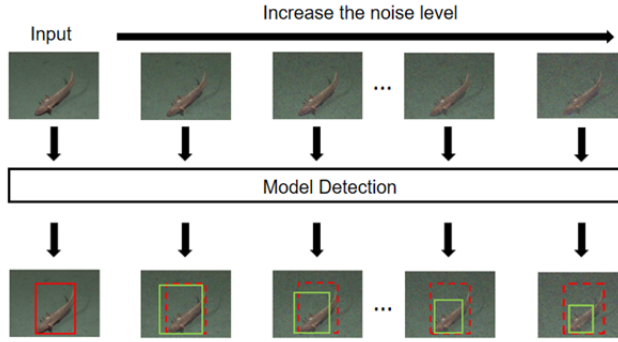 Increase the noise level
Input
...
Model Detection
...